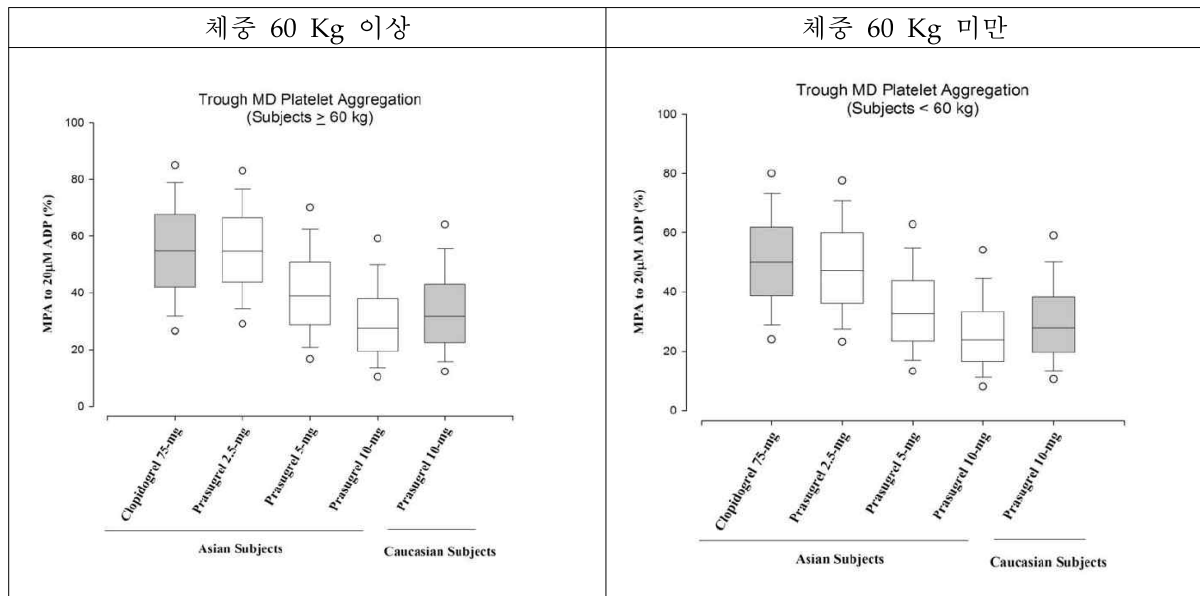 체중 60 Kg 이상
Trough MD Platelet Aggregation
(Subjects ≥ 60 kg)
MPA to 20μM ADP (%)
100
80
60
40
20
0
Clopidogrel 75-mg
Prasugrel 2.5-mg
Prasugrel 5-mg
Prasugrel 10-mg
Prasugrel 10-mg
Asian Subjects
Caucasian Subjects
체중 60 Kg 미만
Trough MD Platelet Aggregation
(Subjects < 60 kg)
MPA to 20μM ADP (%)
100
80
60
40
20
0
Clopidogrel 75-mg
Prasugrel 2.5-mg
Prasugrel 5-mg
Prasugrel 10-mg
Prasugrel 10-mg
Asian Subjects
Caucasian Subjects